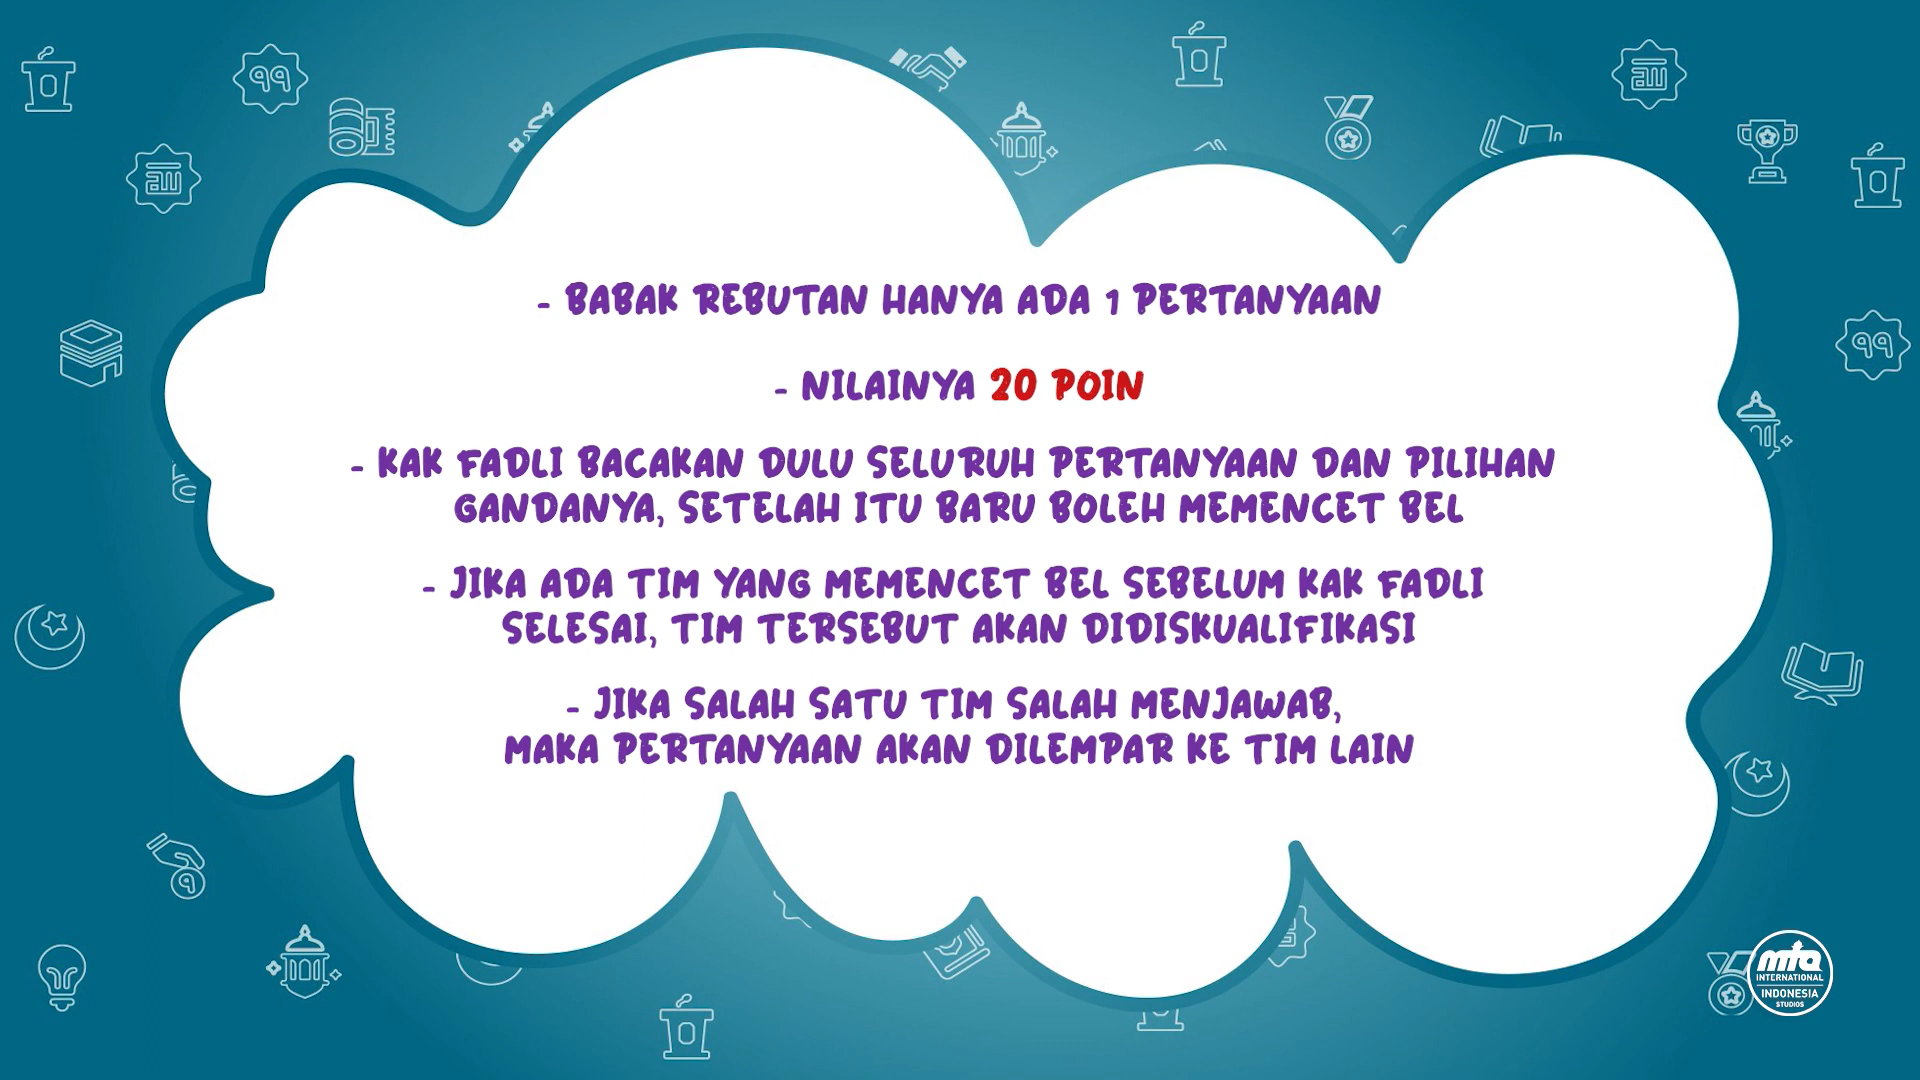 - BABAK REBUTAN HANYA ADA 1 PERTANYAAN
- NILAINYA 20 POIN
- KAK FADLI BACAKAN DULU SELURUH PERTANYAAN DAN PILIHAN
GANDANYA, SETELAH ITU BARU BOLEH MEMENCET BEL
- JIKA ADA TIM YANG MEMENCET BEL SEBELUM KAK FADLI
SELESAI, TIM TERSEBUT AKAN DIDISKUALIFIKASI
- JIKA SALAH SATU TIM SALAH MENJAWAB,
MAKA PERTANYAAN AKAN DILEMPAR KE TIM LAIN
INTERNATIONAL
INDONESIA
STUDIOS